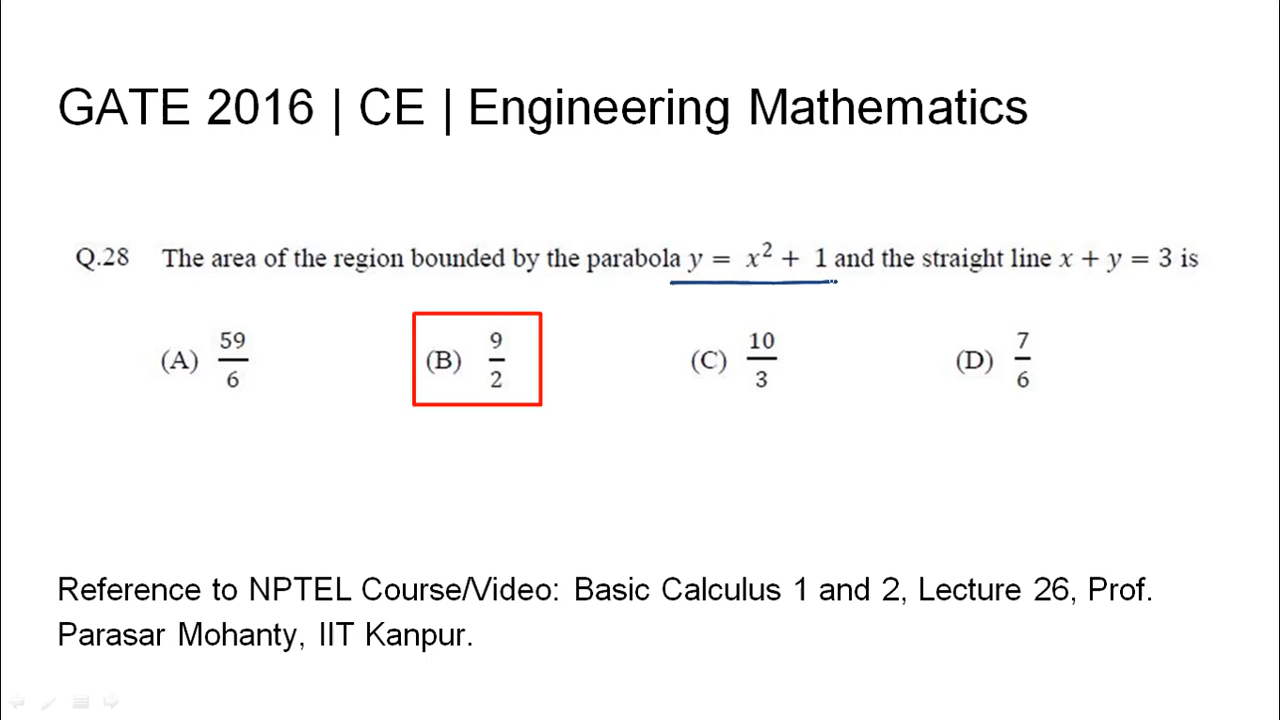 GATE 2016 | CE | Engineering Mathematics
Q.28 The area of the region bounded by the parabola y = x² + 1 and the straight line x + y = 3 is
(A) 59/6 (B) 9/2 (C) 10/3 (D) 7/6
Reference to NPTEL Course/Video: Basic Calculus 1 and 2, Lecture 26, Prof.
Parasar Mohanty, IIT Kanpur.